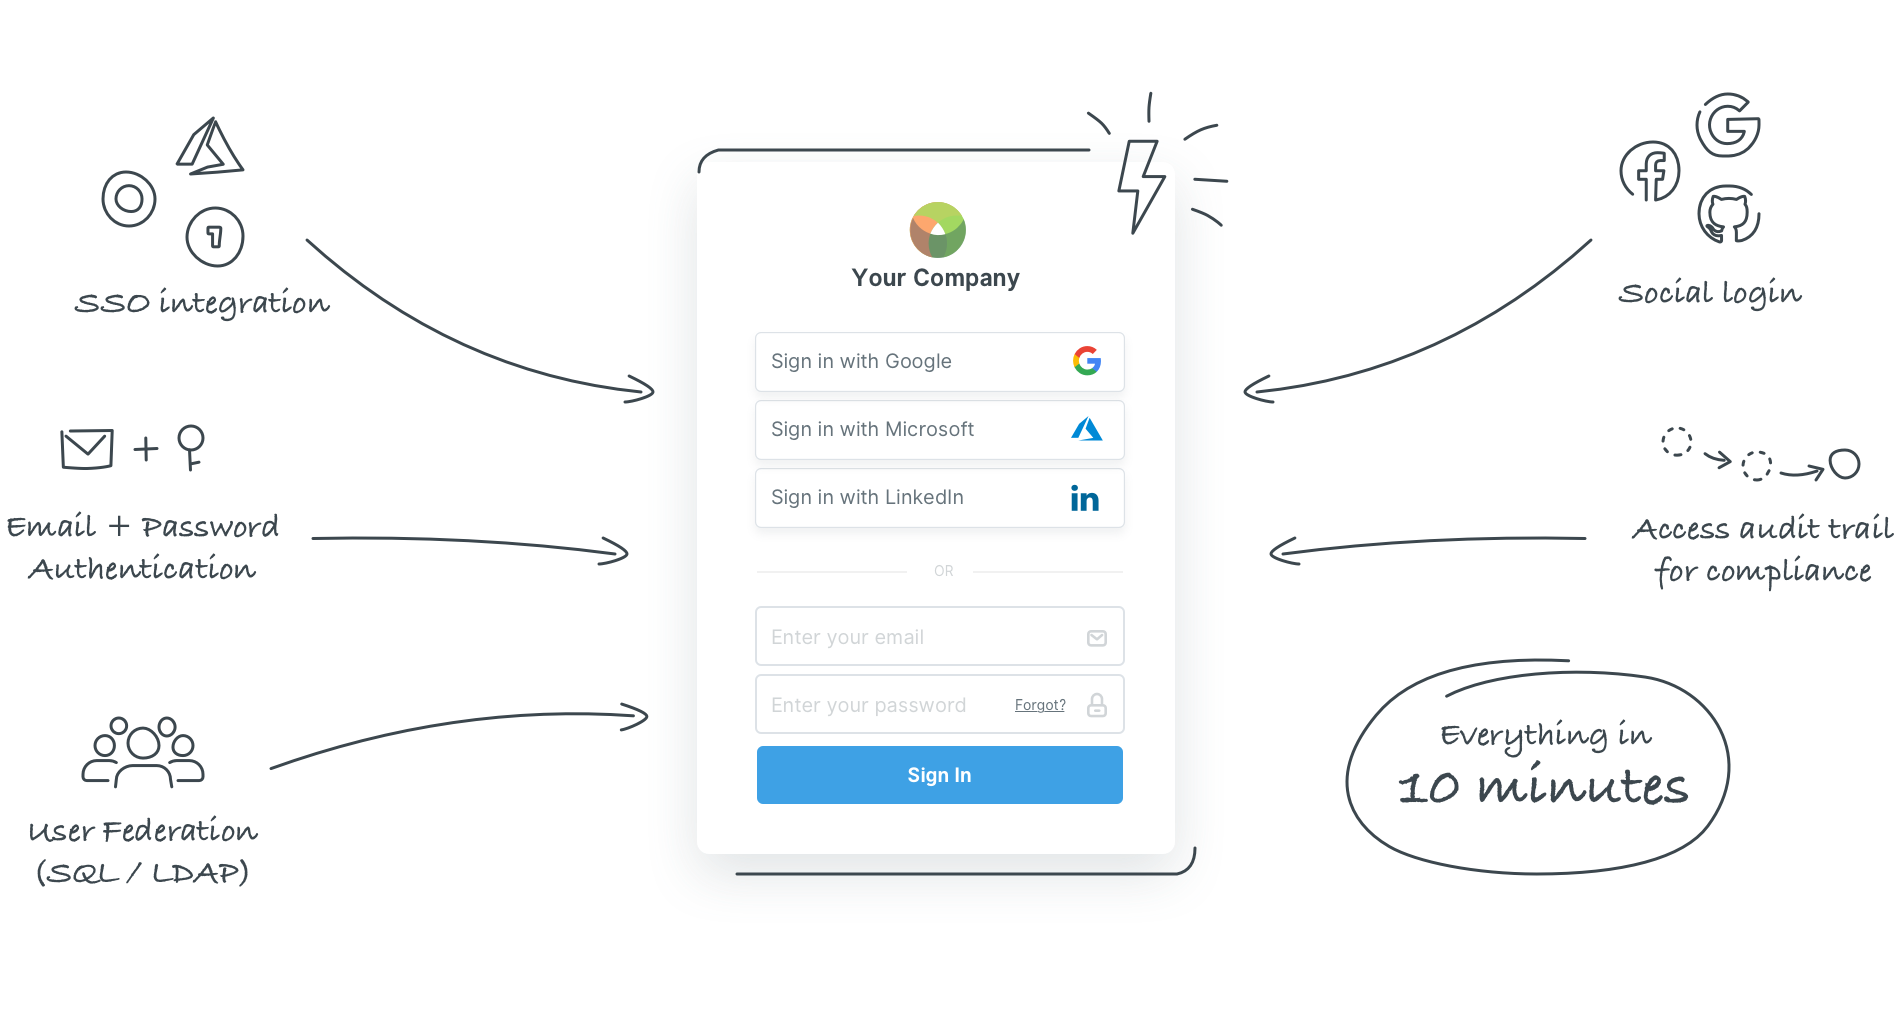 SSO integration
Email + Password
Authentication
User Federation
(SQL / LDAP)
Your Company
Sign in with Google
Sign in with Microsoft
Sign in with LinkedIn
in
OR
Enter your email
Enter your password Forgot?
Sign In
Social login
Access audit trail
for compliance
Everything in
10 minutes